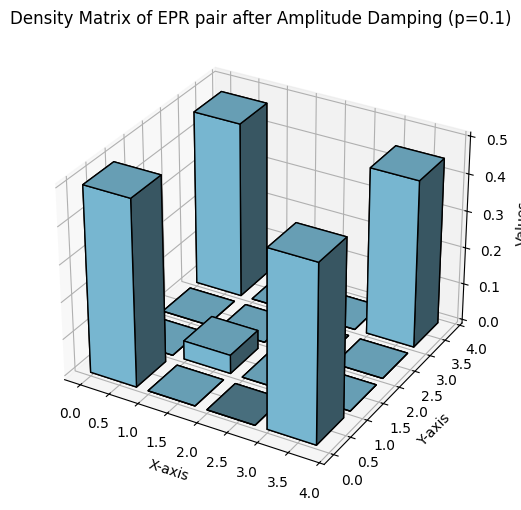 Density Matrix of EPR pair after Amplitude Damping (p=0.1)
0.5
0.4
0.3
0.2
0.1
0.0
Values
0.0 0.5 1.0 1.5 2.0 2.5 3.0 3.5 4.0
X-axis
0.0 0.5 1.0 1.5 2.0 2.5 3.0 3.5 4.0
Y-axis